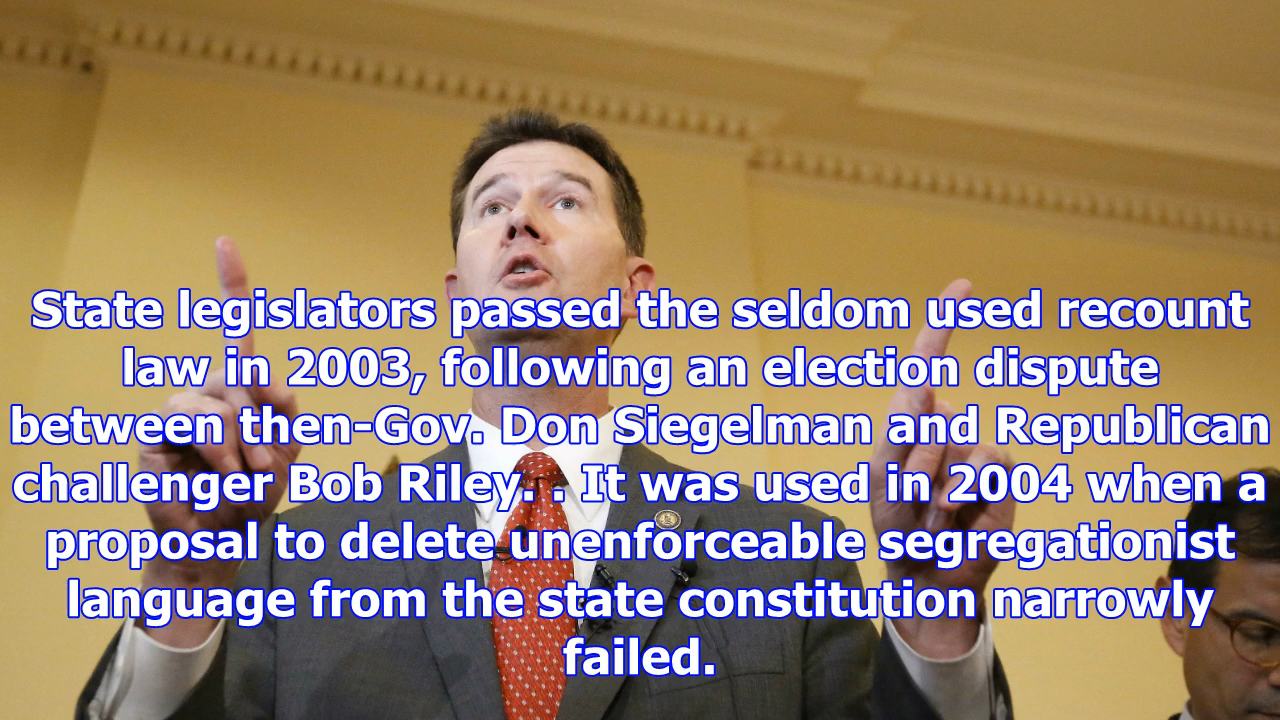 State legislators passed the seldom used recount
law in 2003, following an election dispute
between then-Gov. Don Siegelman and Republican
challenger Bob Riley. . It was used in 2004 when a
proposal to delete unenforceable segregationist
language from the state constitution narrowly
failed.